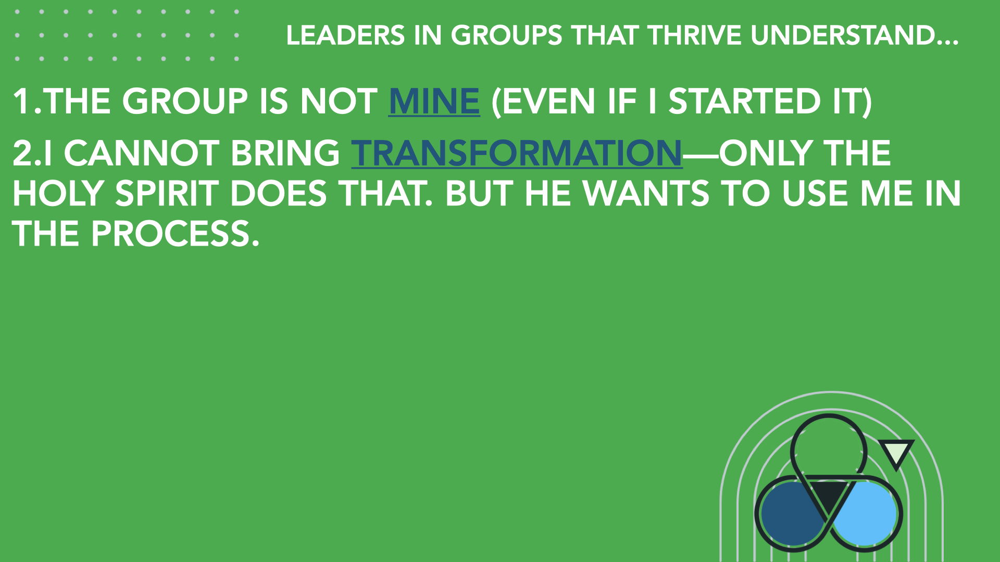 LEADERS IN GROUPS THAT THRIVE UNDERSTAND...
1.THE GROUP IS NOT MINE (EVEN IF I STARTED IT)
2.I CANNOT BRING TRANSFORMATION—ONLY THE
HOLY SPIRIT DOES THAT. BUT HE WANTS TO USE ME IN
THE PROCESS.